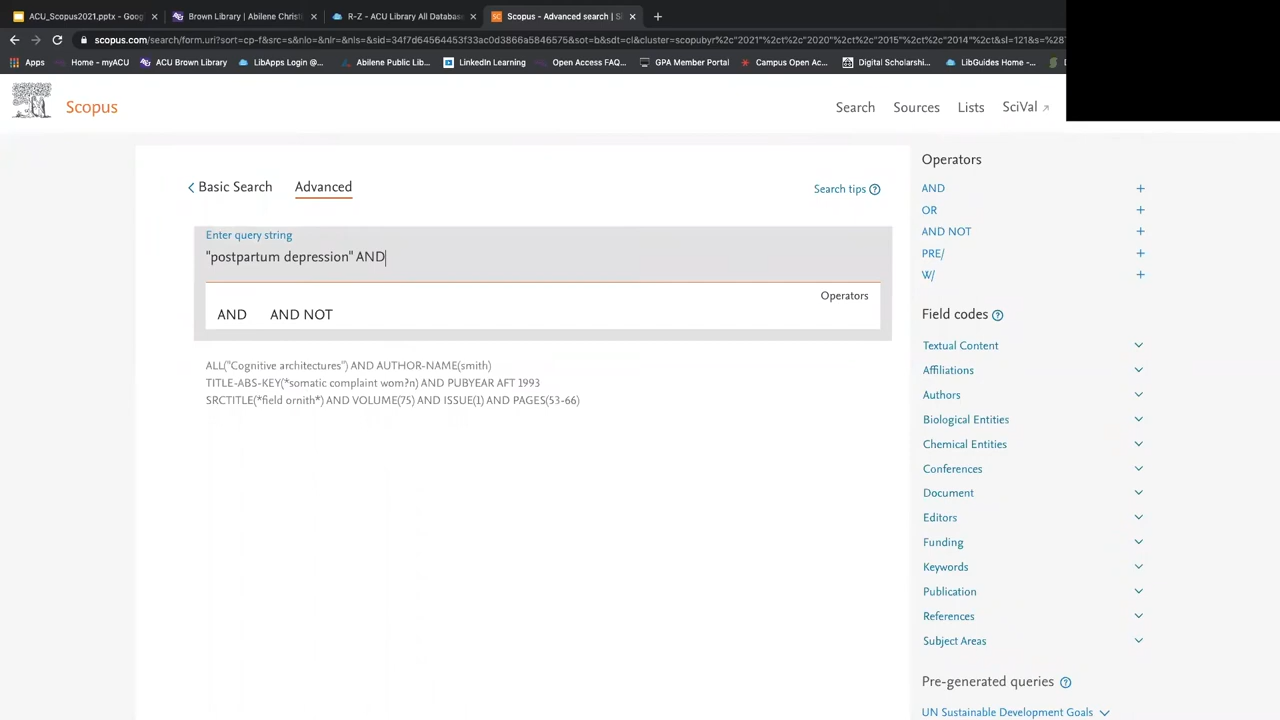 ACU_Scopus2021.pptx - Goog
Brown Library | Abilene Christ
R-Z - ACU Library All Database
Scopus - Advanced search | Si
scopus.com/search/form.uri?sort=cp-f&src=s&nlo=&nlr=&nls=&sid=34f7d64564453f33ac0d3866a5846575&sot=b&sdt=cl&cluster=scopubyr%2c"2021"%2ct%2c"2020"%2ct%2c"2015"%2ct%2c"2014"%2ct&sl=121&s=%28T
Apps
Home - myACU
ACU Brown Library
LibApps Login @...
Abilene Public Lib...
LinkedIn Learning
Open Access FAQ...
GPA Member Portal
Campus Open Ac...
Digital Scholarshi...
LibGuides Home -...
Scopus
Search
Sources
Lists
SciVal
Basic Search
Advanced
Search tips
Enter query string
"postpartum depression" AND
Operators
AND
AND NOT
ALL("Cognitive architectures") AND AUTHOR-NAME(smith)
TITLE-ABS-KEY(*somatic complaint wom?n) AND PUBYEAR AFT 1993
SRCTITLE(*field ornith*) AND VOLUME(75) AND ISSUE(1) AND PAGES(53-66)
Operators
AND
OR
AND NOT
PRE/
W/
Field codes
Textual Content
Affiliations
Authors
Biological Entities
Chemical Entities
Conferences
Document
Editors
Funding
Keywords
Publication
References
Subject Areas
Pre-generated queries
UN Sustainable Development Goals